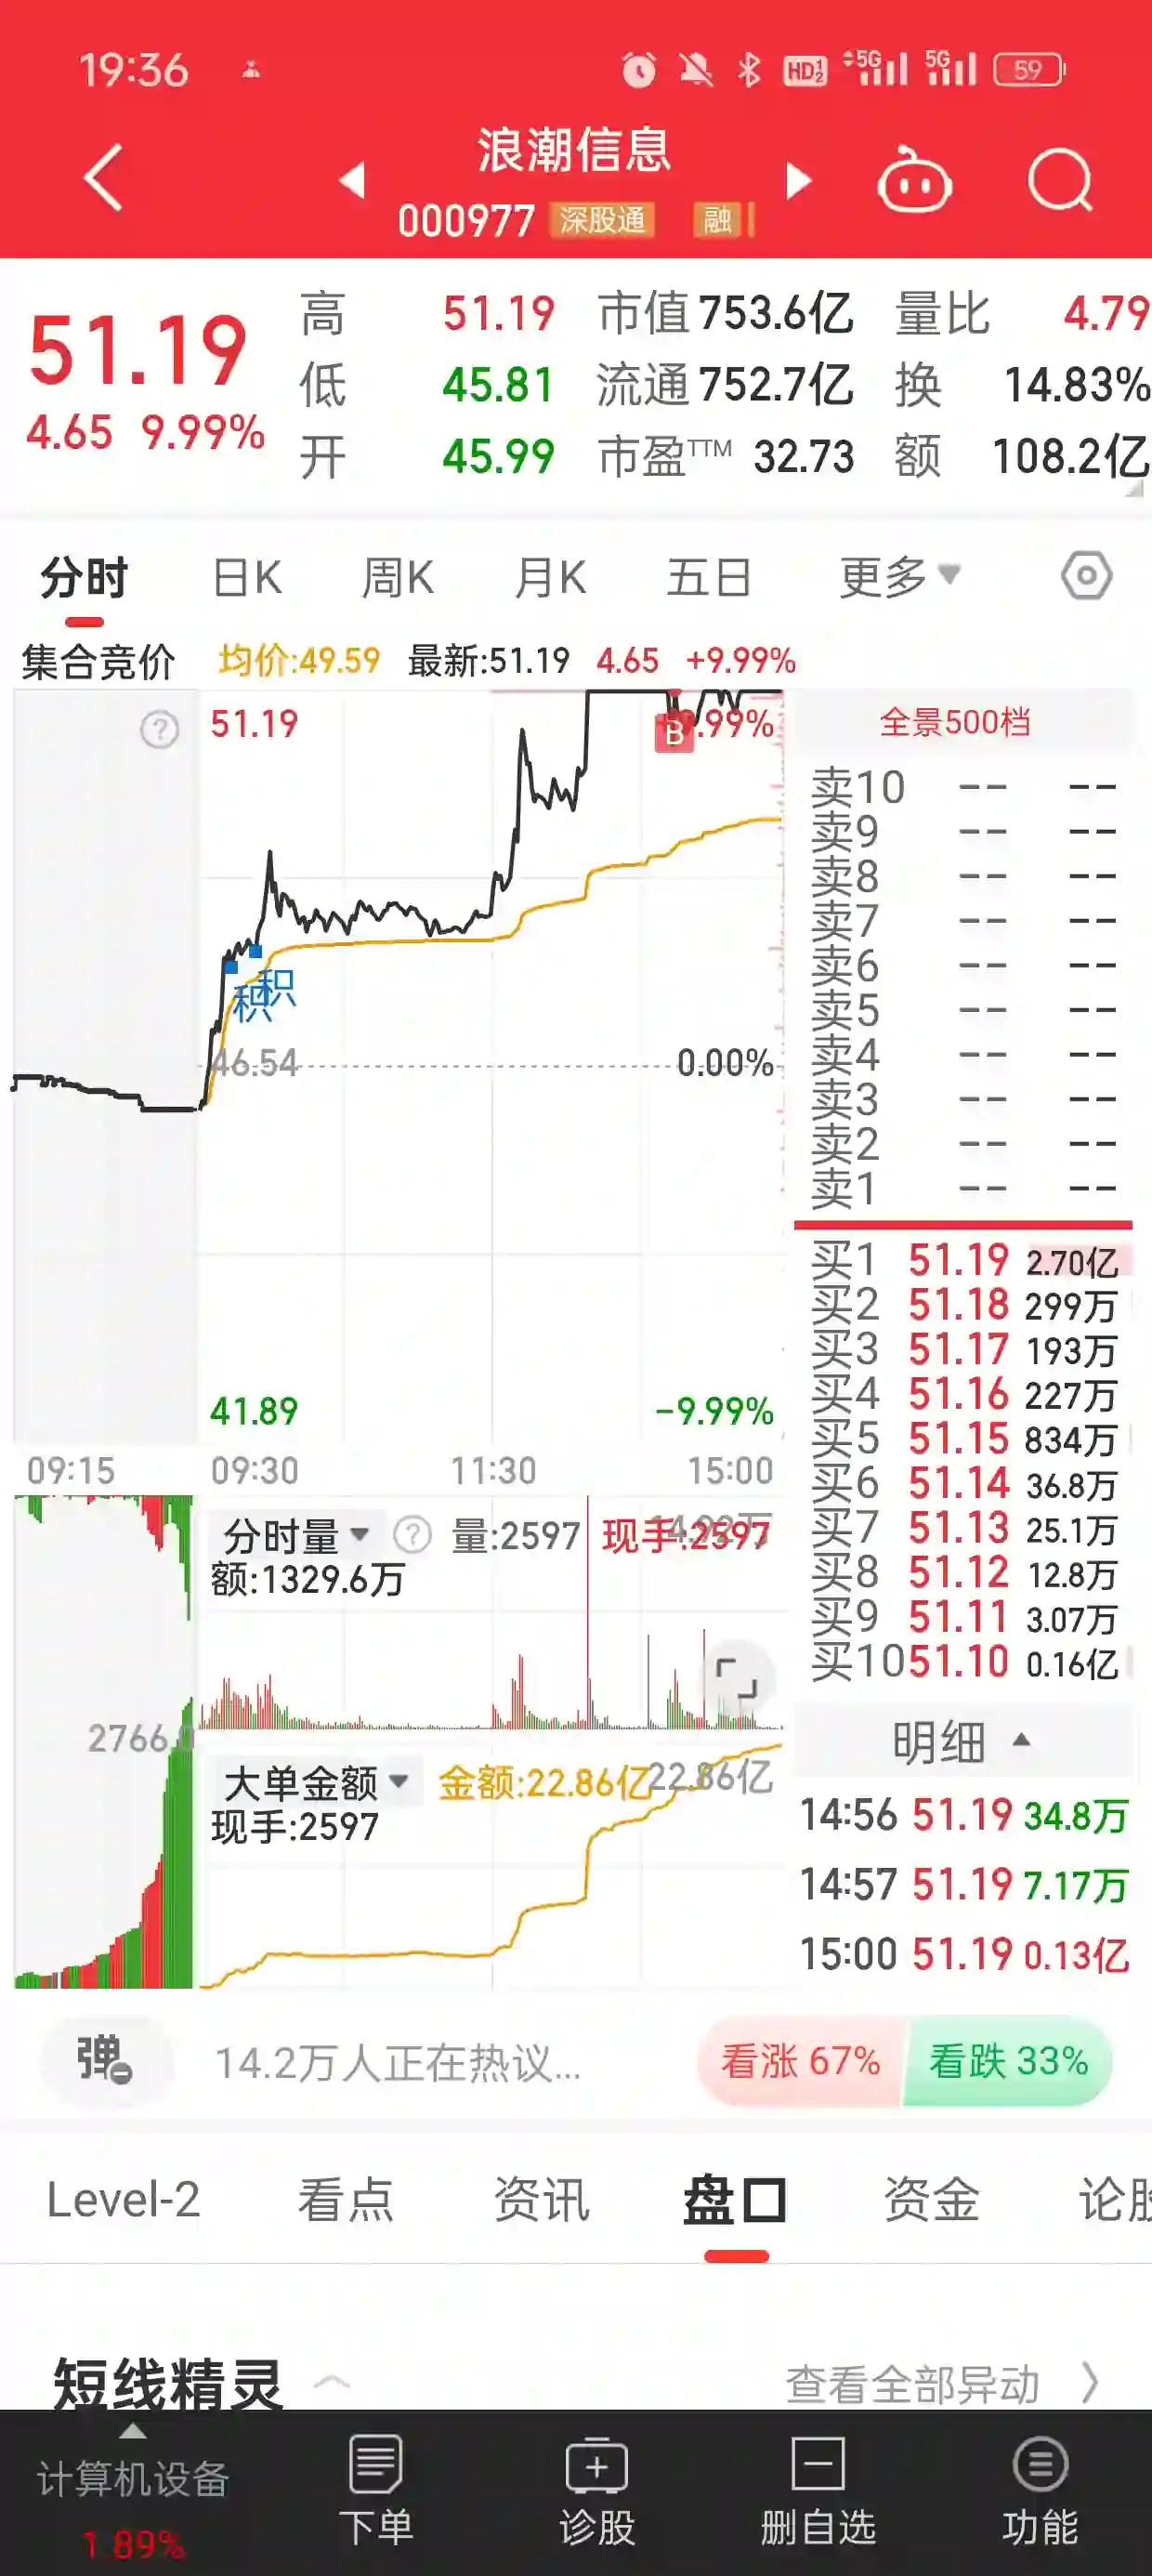 19:36 HD 1 2 5G 5G 59
浪潮信息
000977 深股通 融
51.19
4.65 9.99%
高 51.19 市值 753.6亿 量比 4.79
低 45.81 流通 752.7亿 换 14.83%
开 45.99 市盈TTM 32.73 额 108.2亿
分时 日K 周K 月K 五日 更多
集合竞价 均价:49.59 最新:51.19 4.65 +9.99%
? 51.19 B .99%
积 积
46.54 0.00%
41.89 -9.99%
09:15 09:30 11:30 15:00
分时量 ? 量:2597 现手:2597
额:1329.6万
2766.0
大单金额 金额:22.86亿 22.86亿
现手:2597
全景500档
卖10 -- --
卖9 -- --
卖8 -- --
卖7 -- --
卖6 -- --
卖5 -- --
卖4 -- --
卖3 -- --
卖2 -- --
卖1 -- --
买1 51.19 2.70亿
买2 51.18 299万
买3 51.17 193万
买4 51.16 227万
买5 51.15 834万
买6 51.14 36.8万
买7 51.13 25.1万
买8 51.12 12.8万
买9 51.11 3.07万
买10 51.10 0.16亿
明细
14:56 51.19 34.8万
14:57 51.19 7.17万
15:00 51.19 0.13亿
弹 14.2万人正在热议... 看涨 67% 看跌 33%
Level-2 看点 资讯 盘口 资金 论股
短线精灵 查看全部异动
计算机设备
1.89%
下单 诊股 删自选 功能